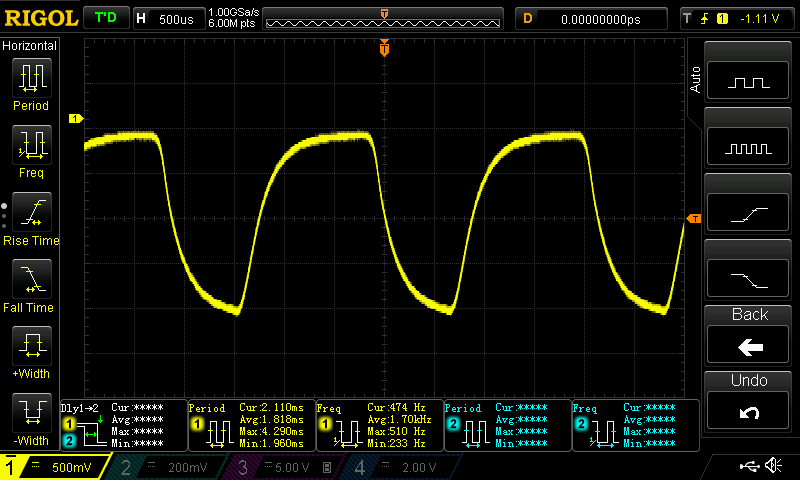 RIGOL T'D H 500us 1.00GSa/s 6.00M pts T D 0.00000000ps T 1 -1.11 V
Horizontal
Period
Freq
Rise Time
Fall Time
+Width
-Width
1
T
T
Auto
Back
Undo
Dly1→2 Cur:***** Period Cur:2.110ms Freq Cur:474 Hz Period Cur:***** Freq Cur:*****
1 Avg:***** 1 Avg:1.818ms 1 Avg:1.70kHz 2 Avg:***** 2 Avg:*****
2 Max:***** Max:4.290ms Max:510 Hz Max:***** Max:*****
Min:***** Min:1.960ms Min:233 Hz Min:***** Min:*****
1 500mV 2 200mV 3 5.00 V B 4 2.00 V